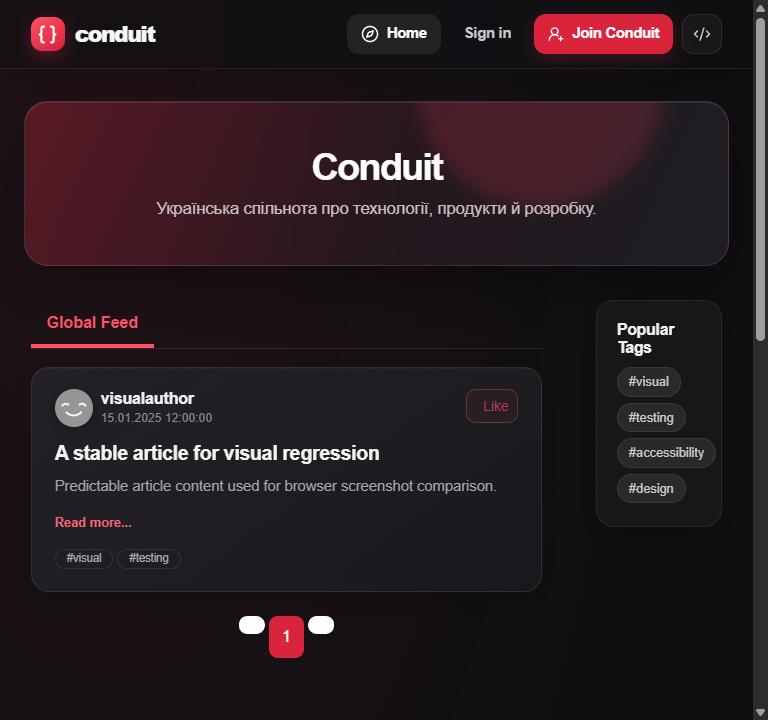 conduit
Home
Sign in
Join Conduit
Conduit
Українська спільнота про технології, продукти й розробку.
Global Feed
visualauthor
15.01.2025 12:00:00
Like
A stable article for visual regression
Predictable article content used for browser screenshot comparison.
Read more...
#visual #testing
1
Popular
Tags
#visual
#testing
#accessibility
#design